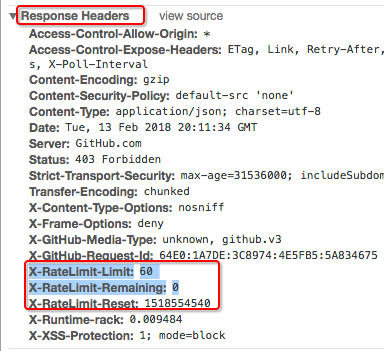 Response Headers view source
Access-Control-Allow-Origin: *
Access-Control-Expose-Headers: ETag, Link, Retry-After,
s, X-Poll-Interval
Content-Encoding: gzip
Content-Security-Policy: default-src 'none'
Content-Type: application/json; charset=utf-8
Date: Tue, 13 Feb 2018 20:11:34 GMT
Server: GitHub.com
Status: 403 Forbidden
Strict-Transport-Security: max-age=31536000; includeSubdom
Transfer-Encoding: chunked
X-Content-Type-Options: nosniff
X-Frame-Options: deny
X-GitHub-Media-Type: unknown, github.v3
X-GitHub-Request-Id: 64E0:1A7DE:3C8974:4E5FB5:5A834675
X-RateLimit-Limit: 60
X-RateLimit-Remaining: 0
X-RateLimit-Reset: 1518554540
X-Runtime-rack: 0.009484
X-XSS-Protection: 1; mode=block